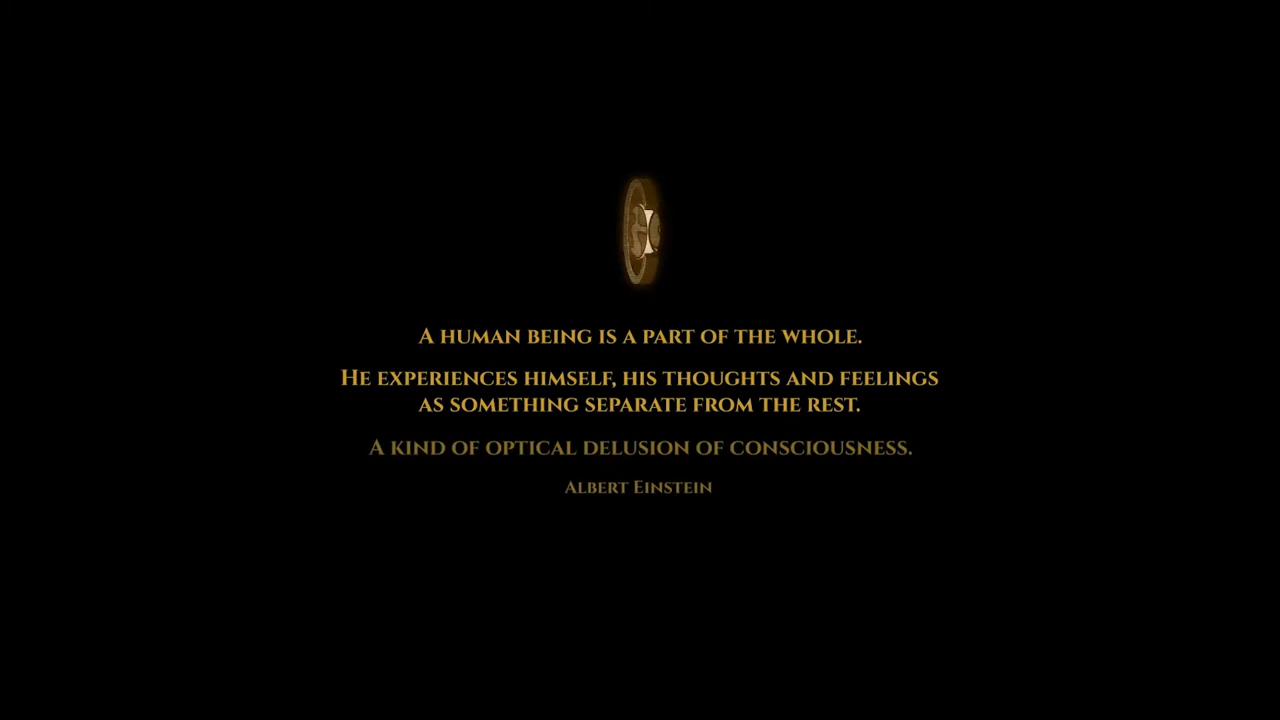 A human being is a part of the whole.
He experiences himself, his thoughts and feelings
as something separate from the rest.
A kind of optical delusion of consciousness.
Albert Einstein